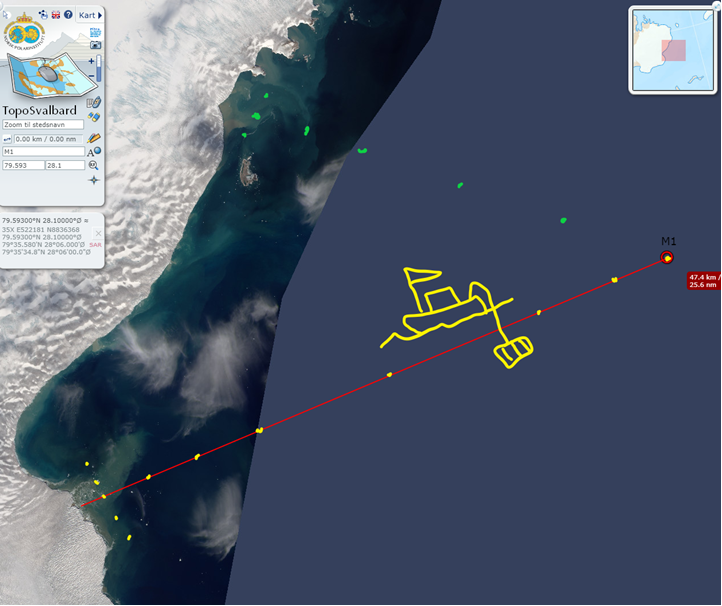 NORSK POLARINSTITUTT
Kart
TopoSvalbard
Zoom til stedsnavn
0.00 km / 0.00 nm
M1
79.593 28.1
79.59300°N 28.10000°Ø =
35X E522181 N8836368
79.59300°N 28.10000°Ø
79°35.580'N 28°06.000'Ø SAR
79°35'34.8"N 28°06'00.0"Ø
M1
47.4 km /
25.6 nm